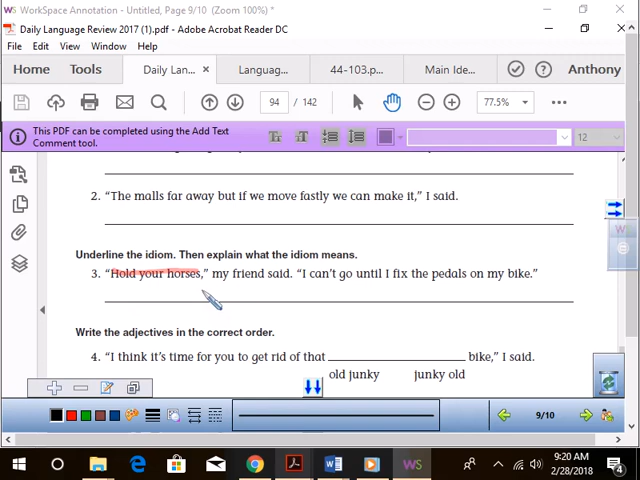 WorkSpace Annotation - Untitled, Page 9/10 (Zoom 100%) *
Daily Language Review 2017 (1).pdf - Adobe Acrobat Reader DC
File Edit View Window Help
Home Tools Daily Lan... × Languag... 44-103.p... Main Ide... Anthony
94 / 142 77.5%
This PDF can be completed using the Add Text
Comment tool. 12
2. “The malls far away but if we move fastly we can make it,” I said.
Underline the idiom. Then explain what the idiom means.
3. “Hold your horses,” my friend said. “I can’t go until I fix the pedals on my bike.”
Write the adjectives in the correct order.
4. “I think it’s time for you to get rid of that ____________________ bike,” I said.
old junky junky old
9/10
9:20 AM
2/28/2018
4